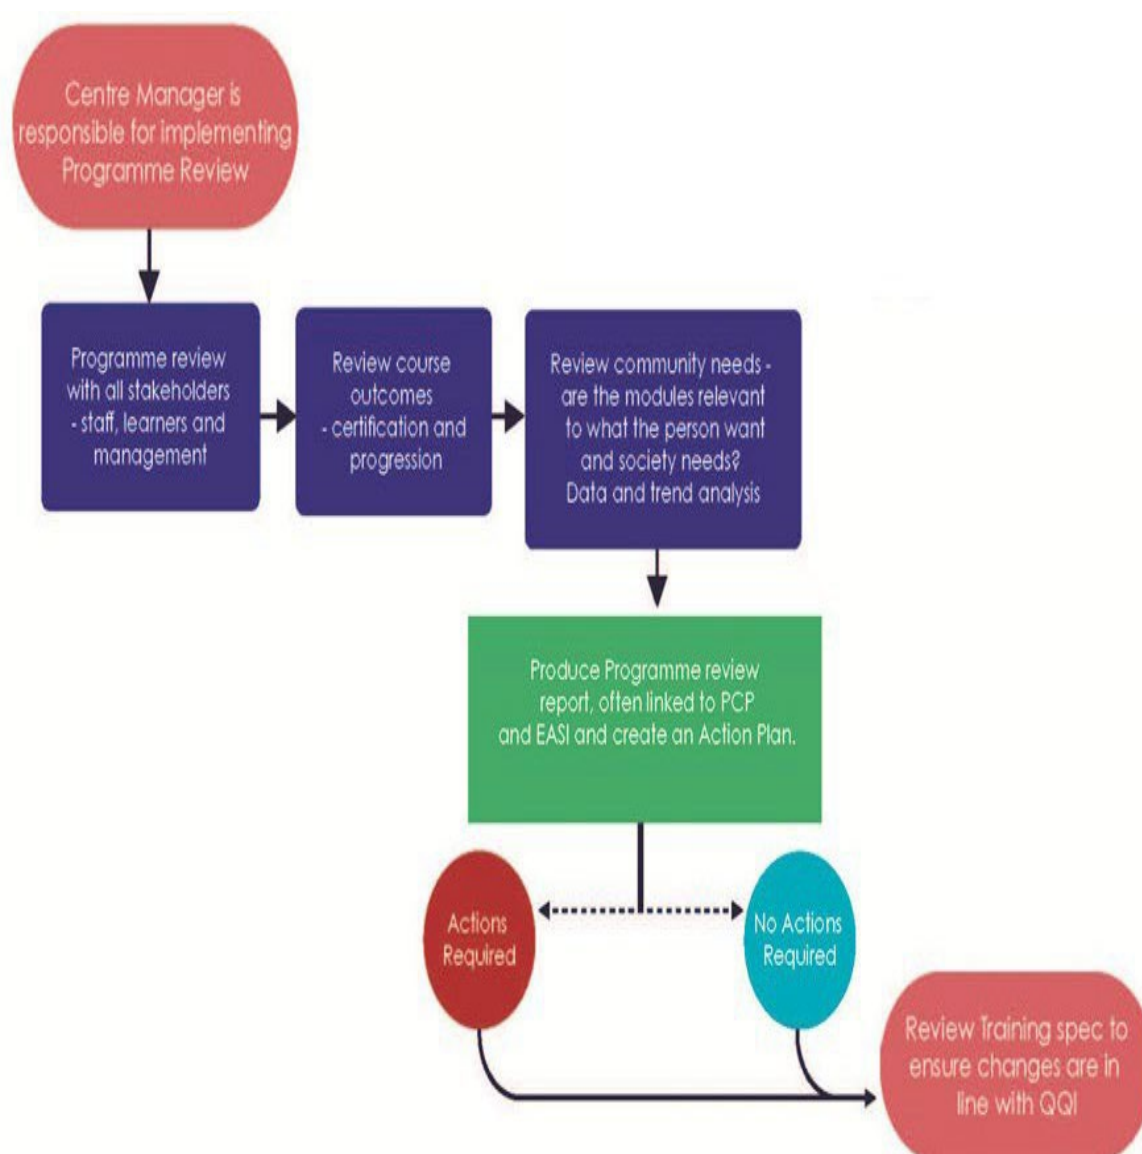 Centre Manager is
responsible for implementing
Programme Review
Programme review
with all stakeholders
- staff, learners and
management
Review course
outcomes
- certification and
progression
Review community needs -
are the modules relevant
to what the person want
and society needs?
Data and trend analysis
Produce Programme review
report, often linked to PCP
and EASI and create an Action Plan.
Actions
Required
No Actions
Required
Review Training spec to
ensure changes are in
line with QQI